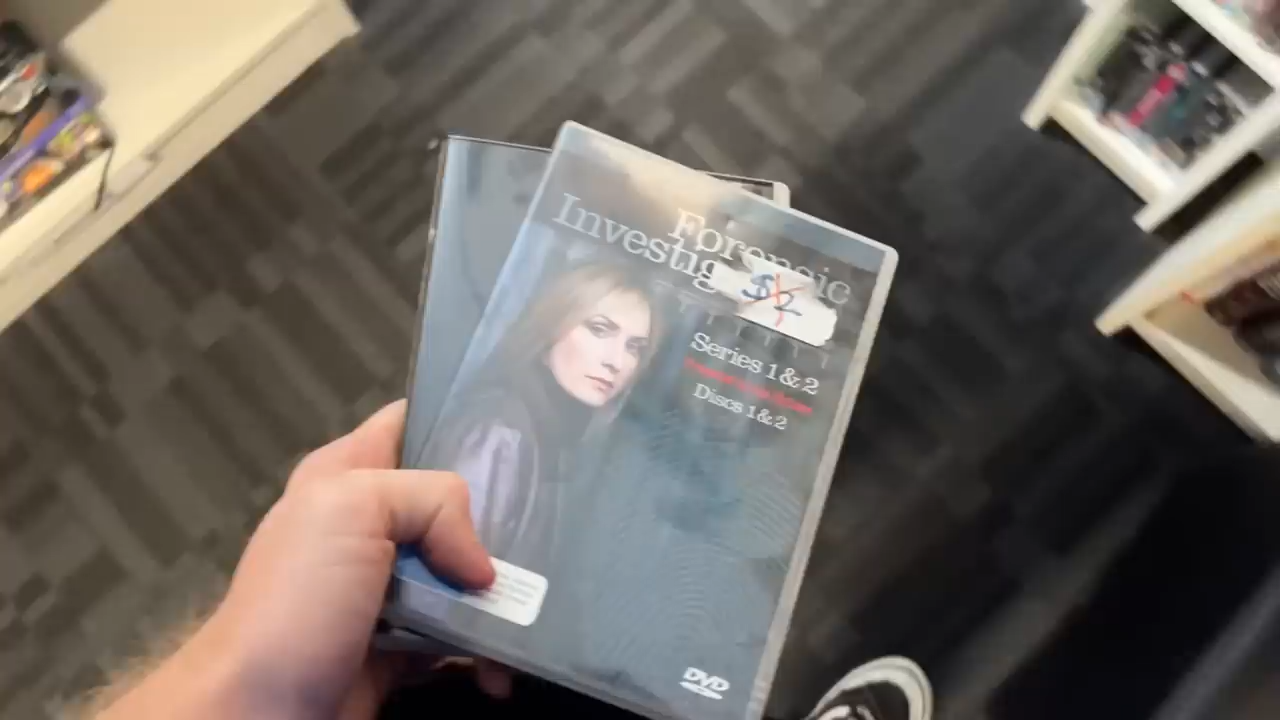 Forensic
Investig
$2
Series 1 & 2
Discs 1 & 2
DVD